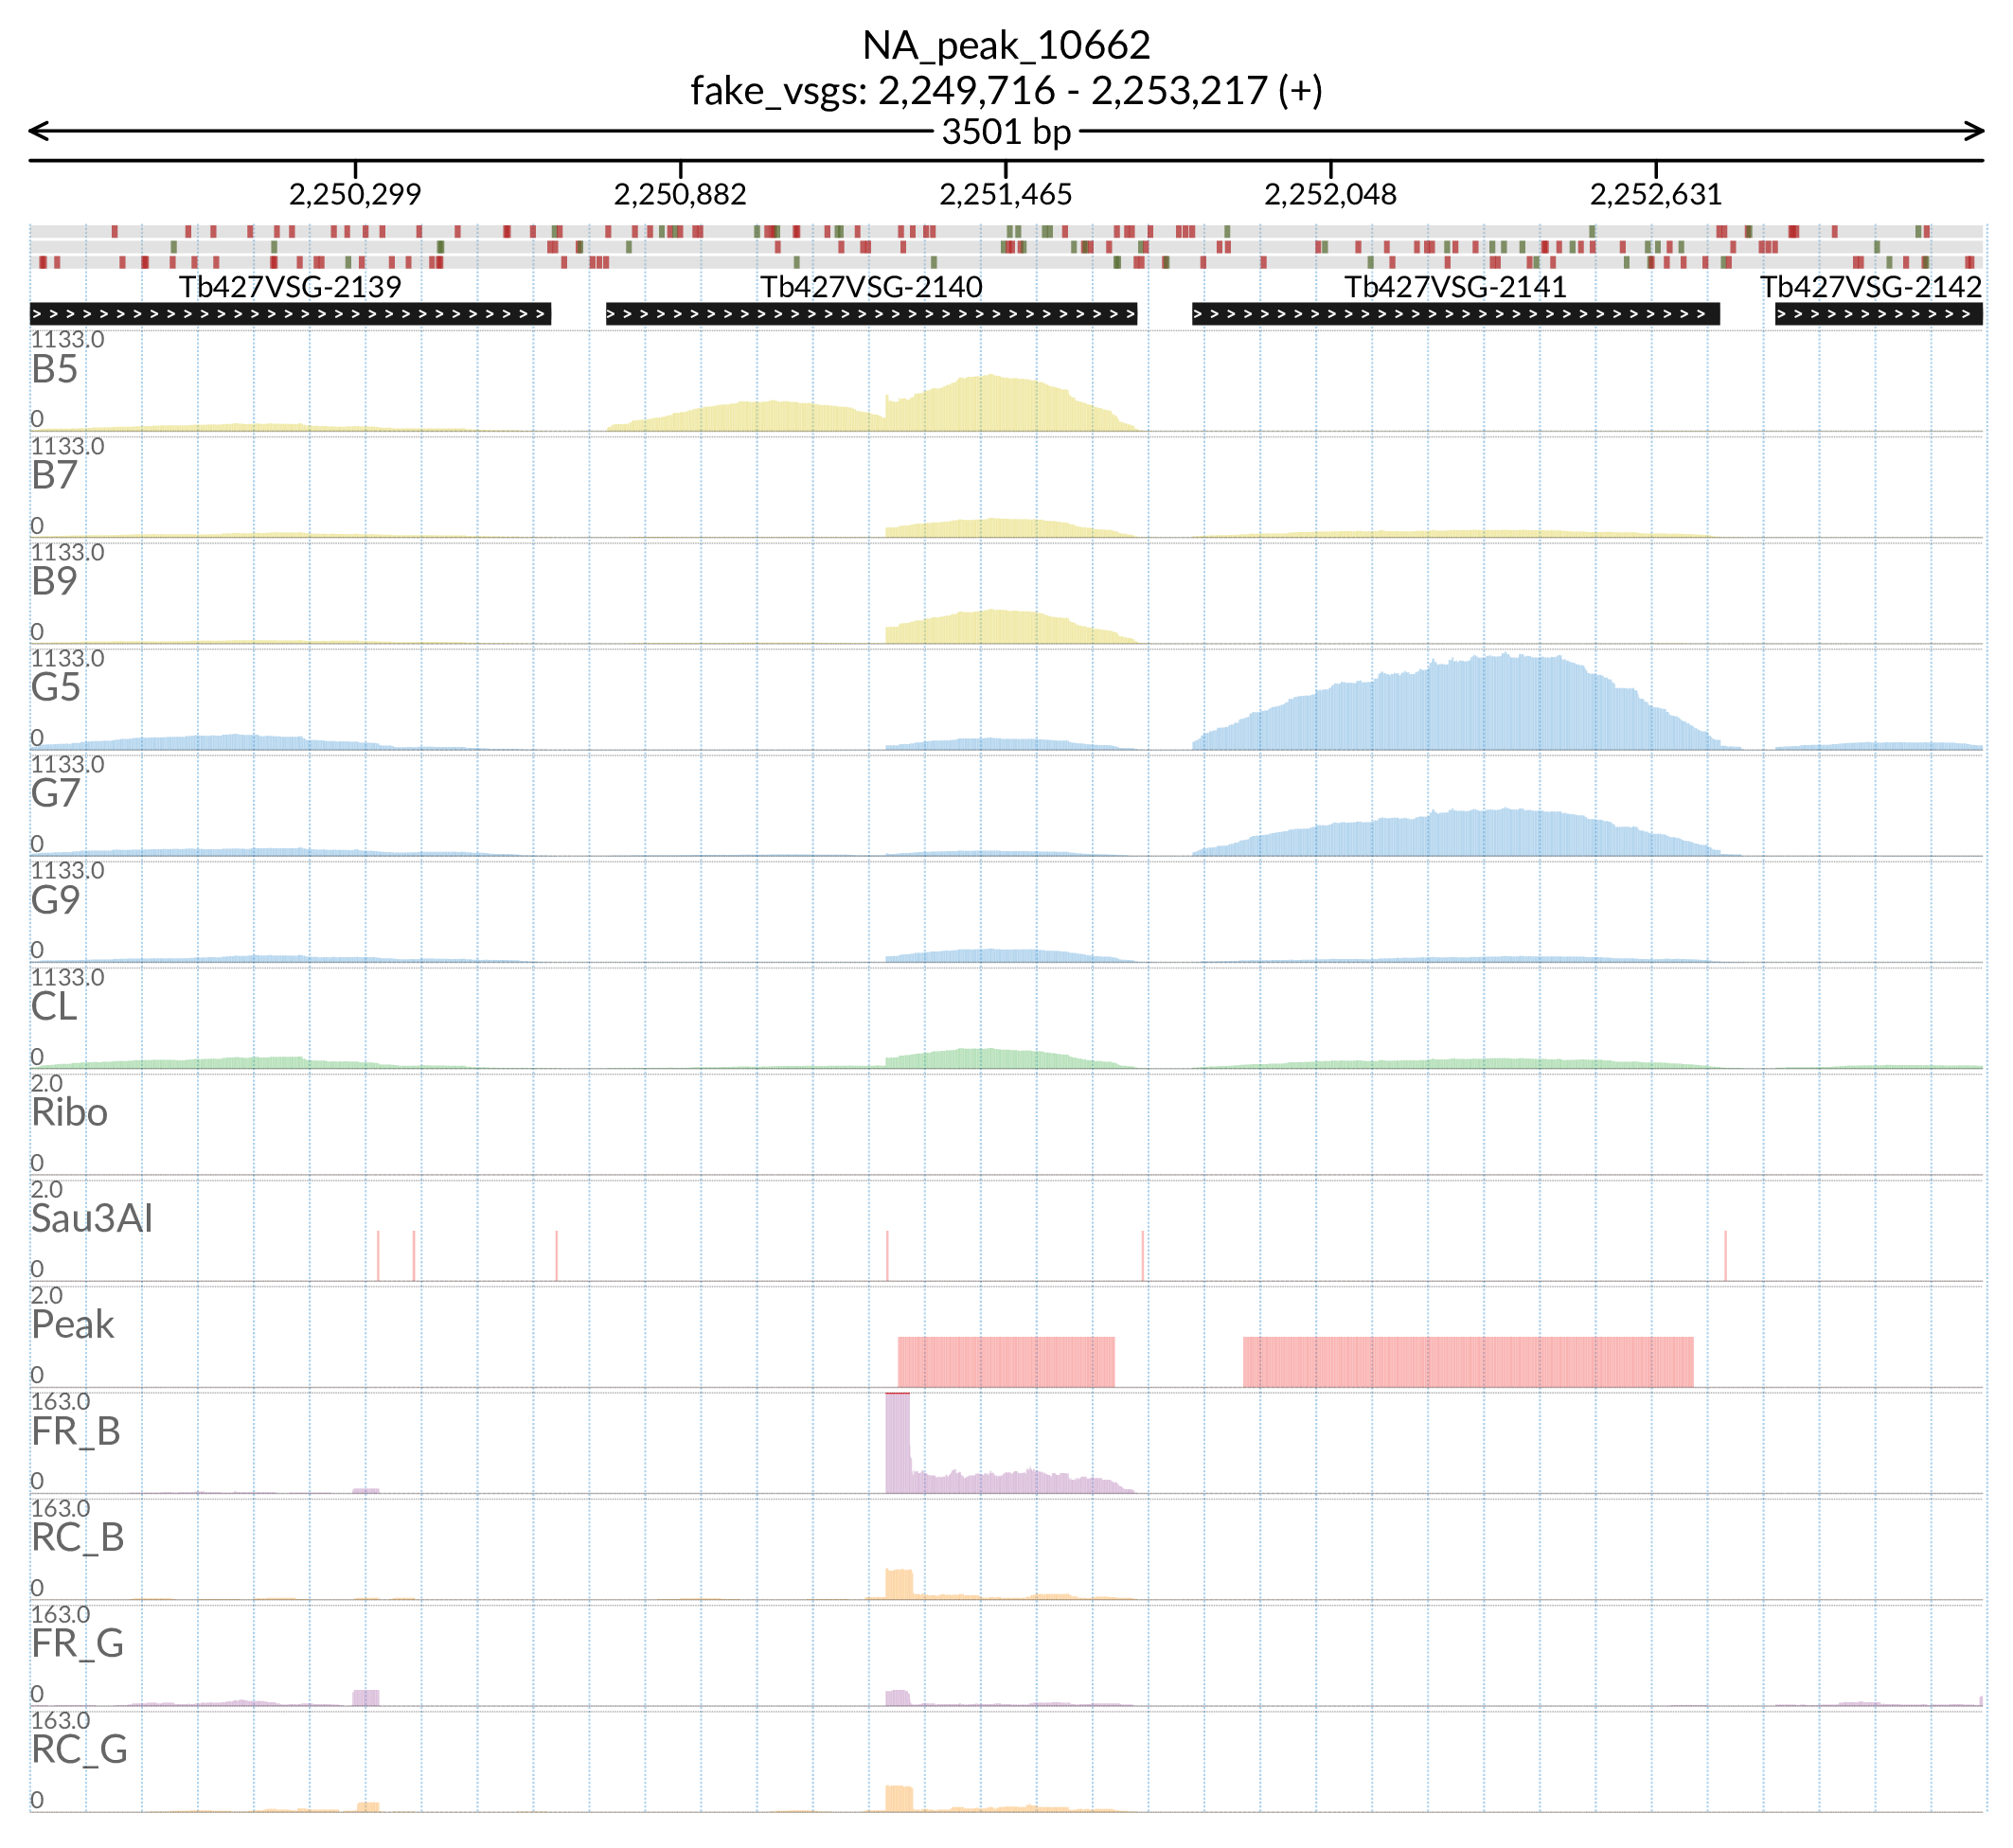 NA_peak_10662
fake_vsgs: 2,249,716 - 2,253,217 (+)
3501 bp
2,250,299 2,250,882 2,251,465 2,252,048 2,252,631
Tb427VSG-2139 Tb427VSG-2140 Tb427VSG-2141 Tb427VSG-2142
1133.0
B5
0
1133.0
B7
0
1133.0
B9
0
1133.0
G5
0
1133.0
G7
0
1133.0
G9
0
1133.0
CL
0
2.0
Ribo
0
2.0
Sau3AI
0
2.0
Peak
0
163.0
FR_B
0
163.0
RC_B
0
163.0
FR_G
0
163.0
RC_G
0